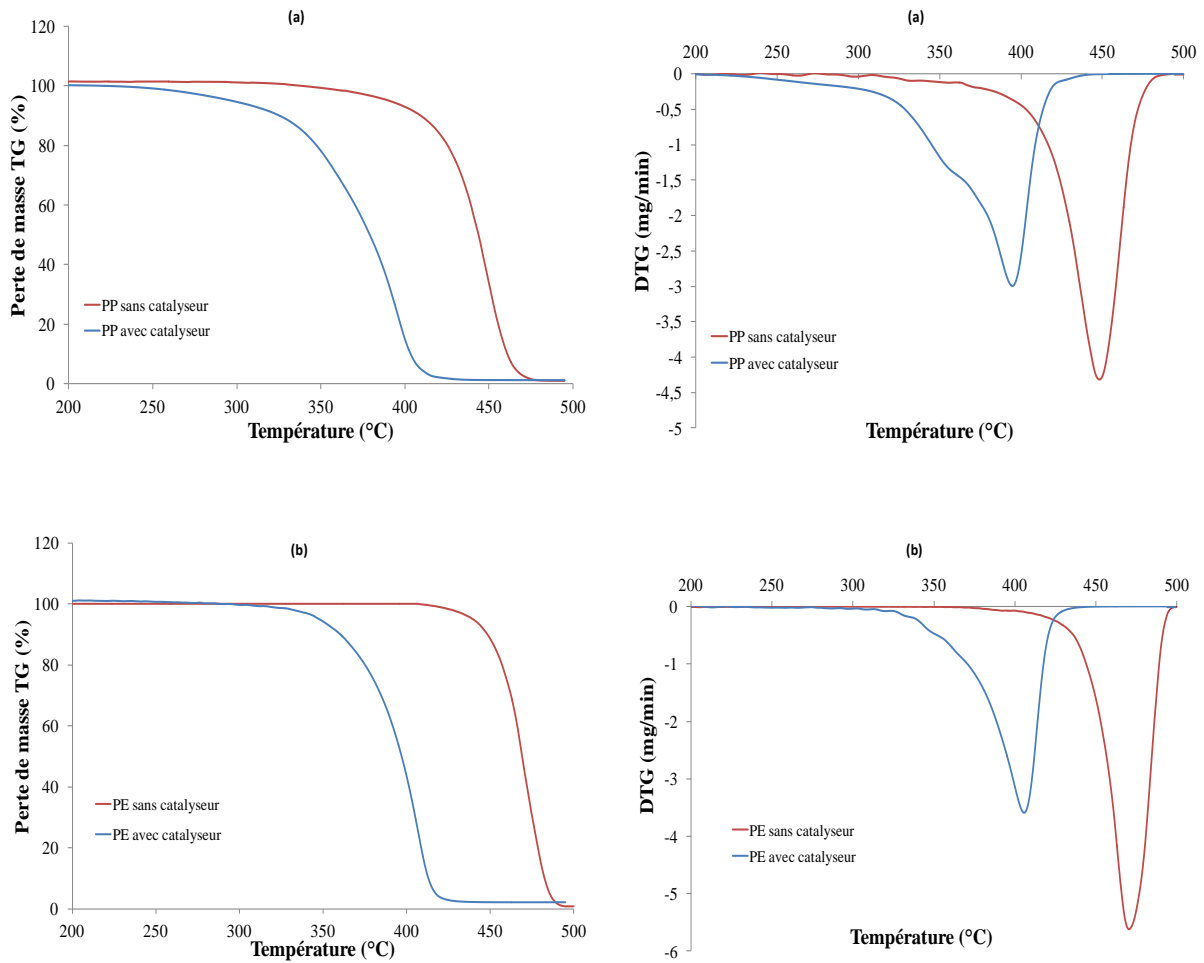 (a)
120
100
80
60
40
20
0
Perte de masse TG (%)
PP sans catalyseur
PP avec catalyseur
200 250 300 350 400 450 500
Température (°C)
(a)
200 250 300 350 400 450 500
0
-0,5
-1
-1,5
-2
-2,5
-3
-3,5
-4
-4,5
-5
DTG (mg/min)
PP sans catalyseur
PP avec catalyseur
Température (°C)
(b)
120
100
80
60
40
20
0
Perte de masse TG (%)
PE sans catalyseur
PE avec catalyseur
200 250 300 350 400 450 500
Température (°C)
(b)
200 250 300 350 400 450 500
0
-1
-2
-3
-4
-5
-6
DTG (mg/min)
PE sans catalyseur
PE avec catalyseur
Température (°C)